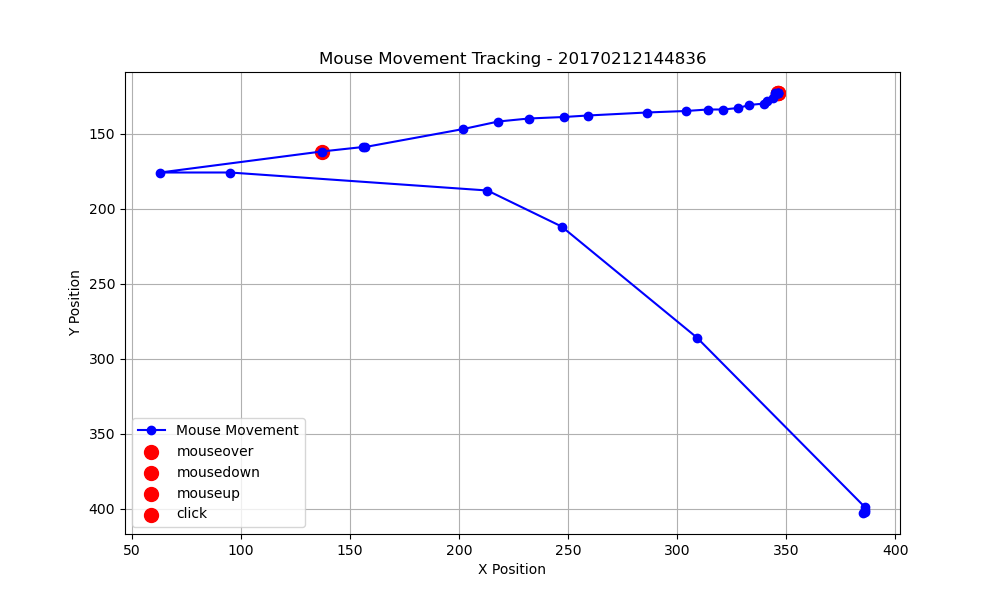 Mouse Movement Tracking - 20170212144836
Y Position
150
200
250
300
350
400
Mouse Movement
mouseover
mousedown
mouseup
click
50 100 150 200 250 300 350 400
X Position